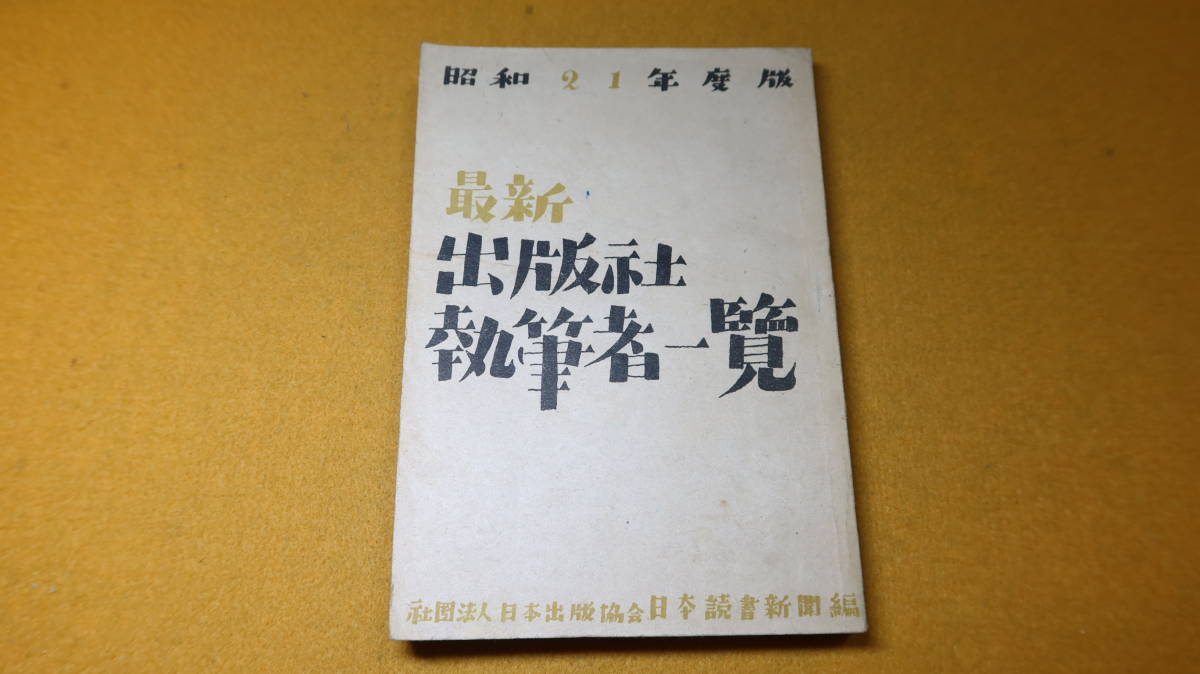 昭和21年度版
最新
出版社
執筆者一覽
社団法人日本出版協会日本読書新聞編